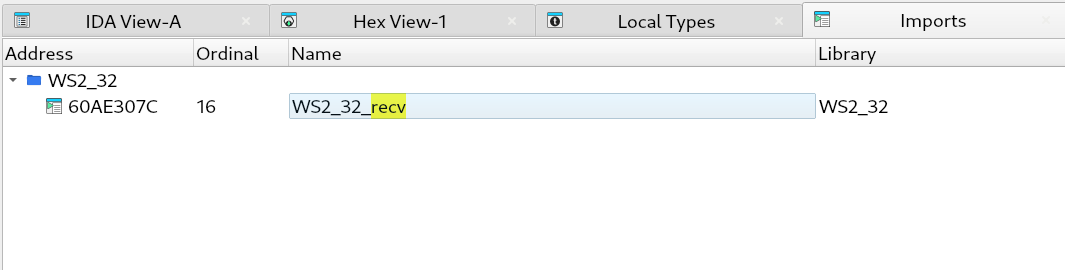 IDA View-A Hex View-1 Local Types Imports
Address Ordinal Name Library
WS2_32
60AE307C 16 WS2_32_recv WS2_32